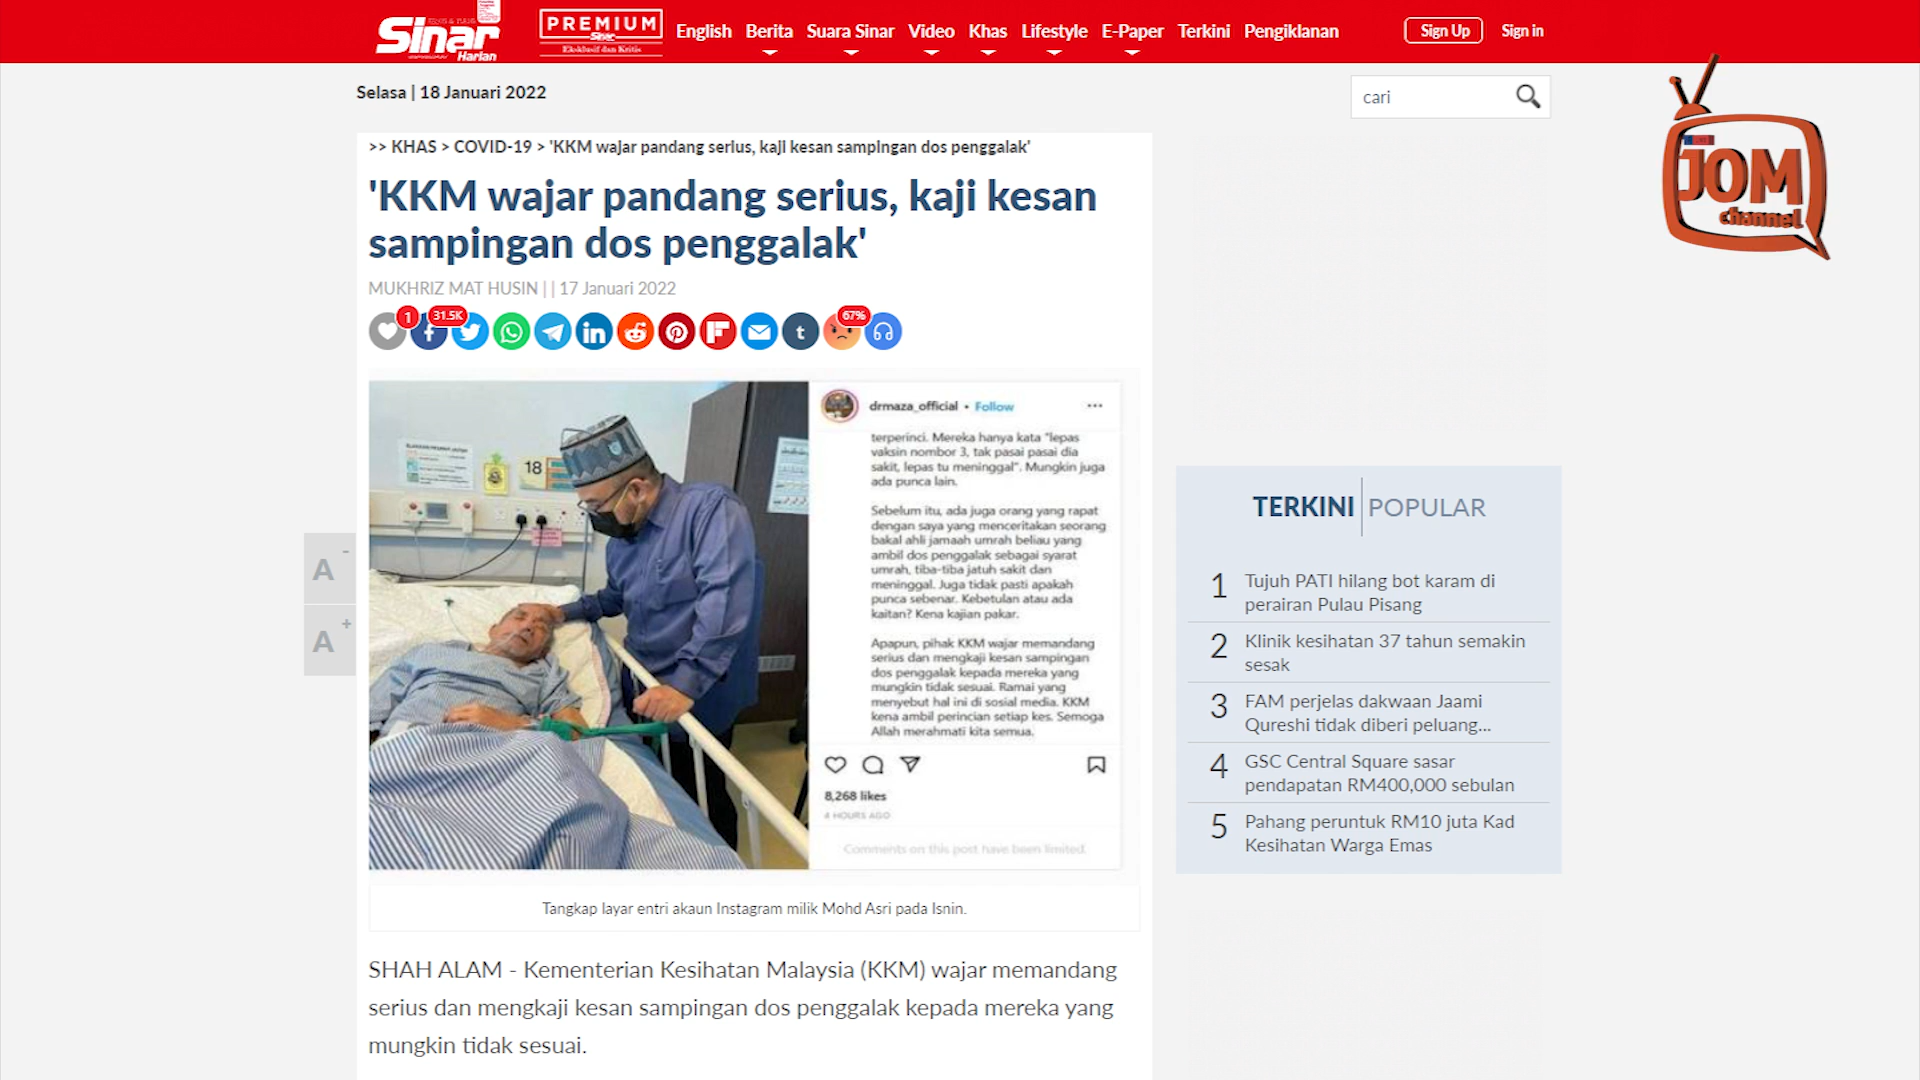 Sinar
Harian
PREMIUM
Sinar
Eksklusif dan Kritis
English Berita Suara Sinar Video Khas Lifestyle E-Paper Terkini Pengiklanan
Sign Up Sign in
Selasa | 18 Januari 2022
cari
JOM
channel
>> KHAS > COVID-19 > 'KKM wajar pandang serius, kaji kesan sampingan dos penggalak'
'KKM wajar pandang serius, kaji kesan
sampingan dos penggalak'
MUKHRIZ MAT HUSIN | | 17 Januari 2022
1
31.5K
67%
A -
A +
18
drmaza_official • Follow
terperinci. Mereka hanya kata "lepas
vaksin nombor 3, tak pasai pasai dia
sakit, lepas tu meninggal". Mungkin juga
ada punca lain.
Sebelum itu, ada juga orang yang rapat
dengan saya yang menceritakan seorang
bakal ahli jamaah umrah beliau yang
ambil dos penggalak sebagai syarat
umrah, tiba-tiba jatuh sakit dan
meninggal. Juga tidak pasti apakah
punca sebenar. Kebetulan atau ada
kaitan? Kena kajian pakar.
Apapun, pihak KKM wajar memandang
serius dan mengkaji kesan sampingan
dos penggalak kepada mereka yang
mungkin tidak sesuai. Ramai yang
menyebut hal ini di sosial media. KKM
kena ambil perincian setiap kes. Semoga
Allah merahmati kita semua.
8,268 likes
4 HOURS AGO
Comments on this post have been limited.
Tangkap layar entri akaun Instagram milik Mohd Asri pada Isnin.
SHAH ALAM - Kementerian Kesihatan Malaysia (KKM) wajar memandang
serius dan mengkaji kesan sampingan dos penggalak kepada mereka yang
mungkin tidak sesuai.
TERKINI POPULAR
1 Tujuh PATI hilang bot karam di
perairan Pulau Pisang
2 Klinik kesihatan 37 tahun semakin
sesak
3 FAM perjelas dakwaan Jaami
Qureshi tidak diberi peluang...
4 GSC Central Square sasar
pendapatan RM400,000 sebulan
5 Pahang peruntuk RM10 juta Kad
Kesihatan Warga Emas